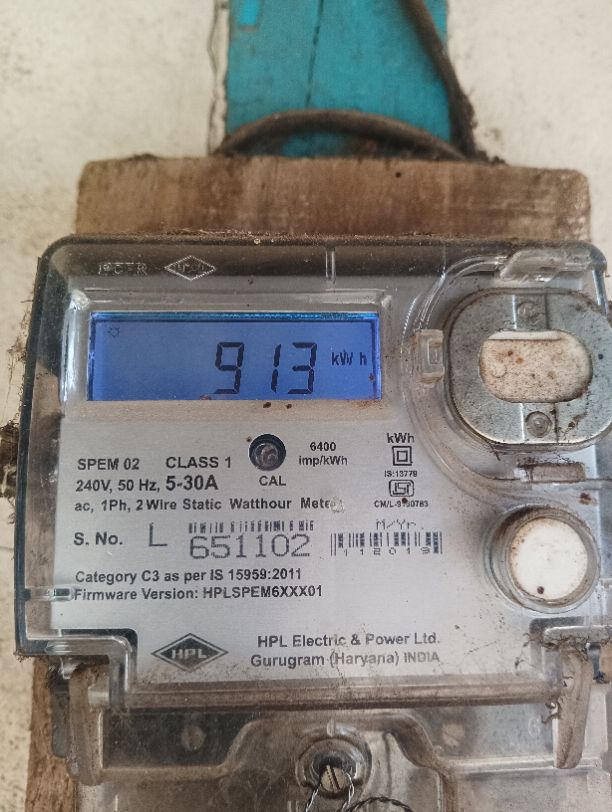 913 kWh
6400
imp/kWh
kWh
SPEM 02 CLASS 1
CAL
IS:13779
240V, 50 Hz, 5-30A
ac, 1Ph, 2 Wire Static Watthour Meter
S. No. L 651102
M/Yr.
112019
Category C3 as per IS 15959:2011
Firmware Version: HPLSPEM6XXX01
HPL
HPL Electric & Power Ltd.
Gurugram (Haryana) INDIA